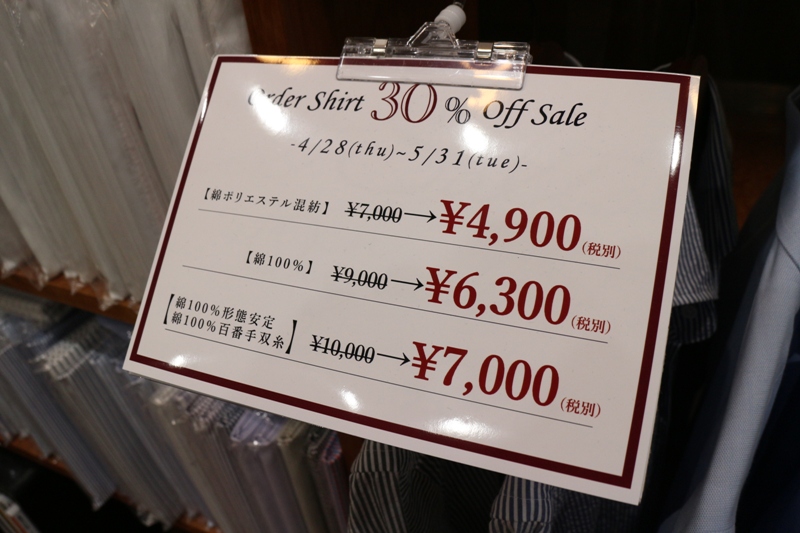 Order Shirt 30% Off Sale
-4/28(thu)~5/31(tue)-
【綿ポリエステル混紡】 ¥7,000→¥4,900(税別)
【綿100%】 ¥9,000→¥6,300(税別)
【綿100%形態安定
綿100%百番手双糸】 ¥10,000→¥7,000(税別)